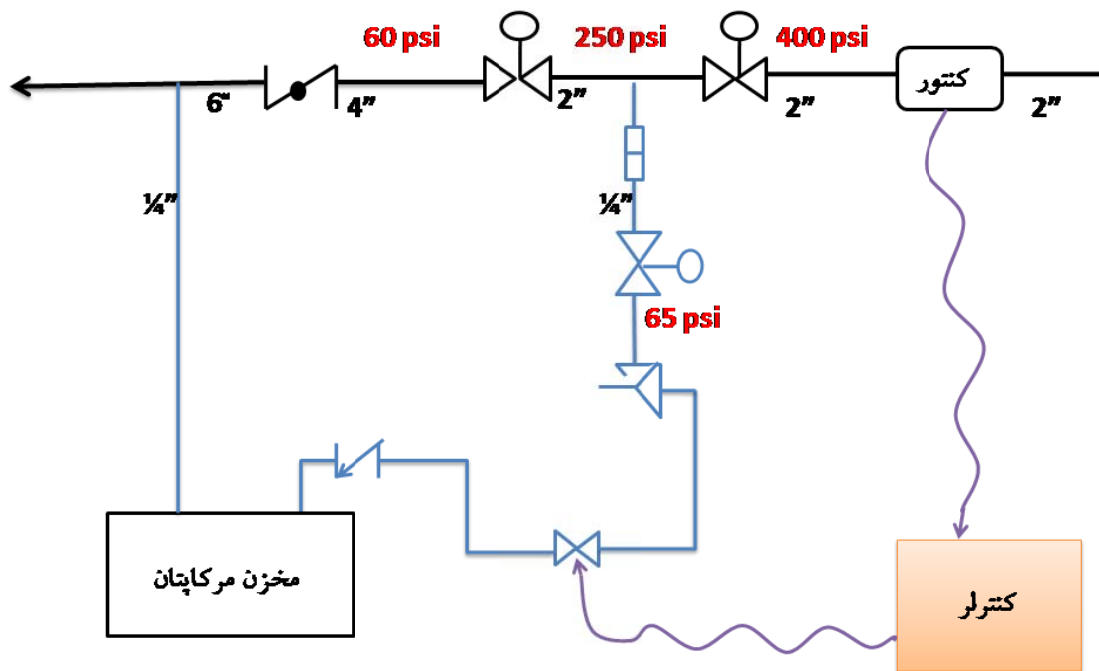 60 psi
250 psi
400 psi
کنتور
6"
4”
2”
2”
2”
¼”
¼”
65 psi
مخزن مرکاپتان
کنترلر